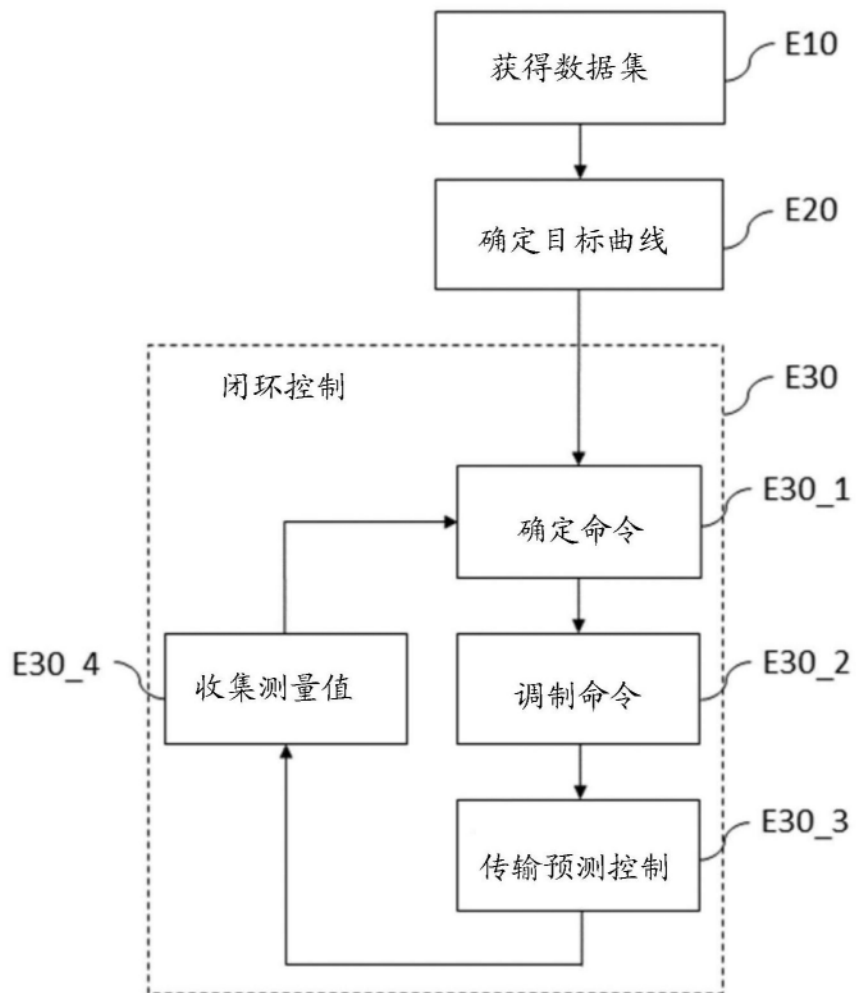 获得数据集
E10
确定目标曲线
E20
闭环控制
E30
确定命令
E30_1
收集测量值
E30_4
调制命令
E30_2
传输预测控制
E30_3